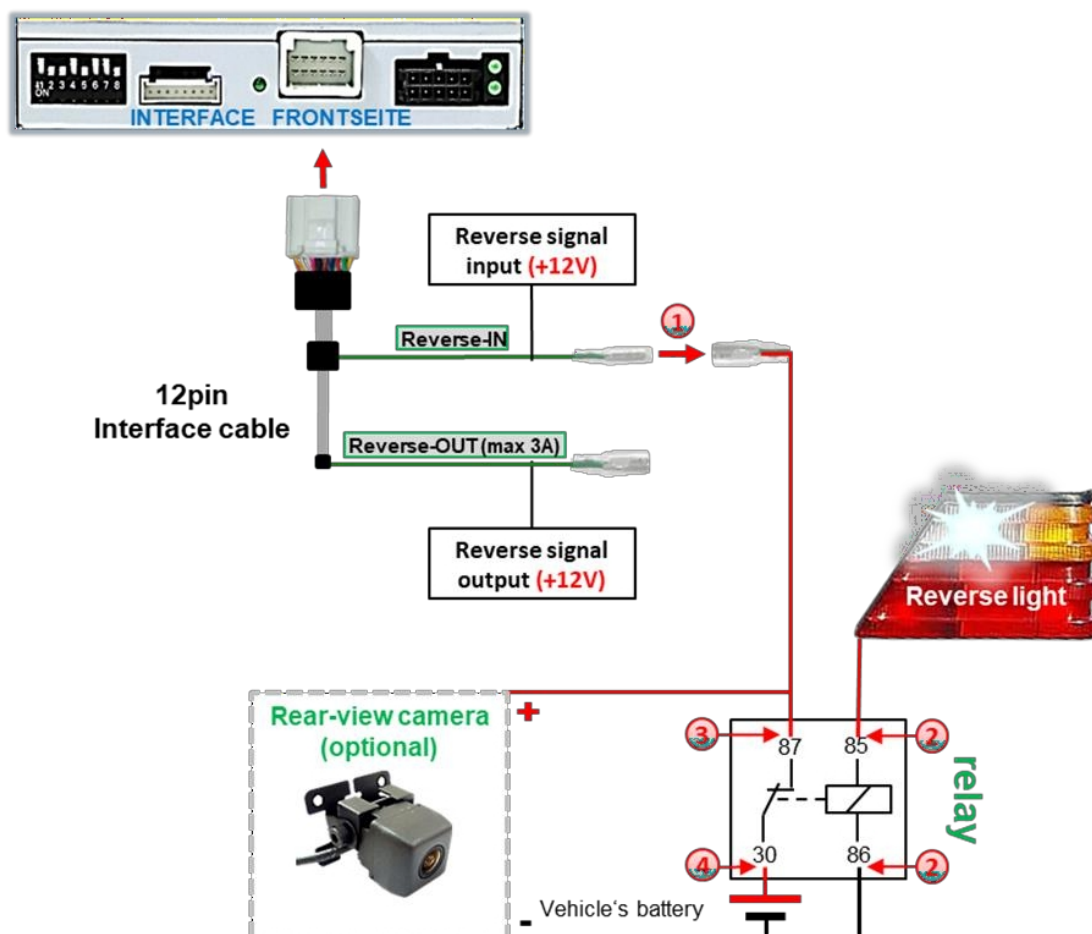 1 2 3 4 5 6 7 8
ON
INTERFACE FRONTSEITE
Reverse signal
input (+12V)
1
Reverse-IN
12pin
Interface cable
Reverse-OUT (max 3A)
Reverse signal
output (+12V)
Reverse light
Rear-view camera
(optional)
+
3
87
85
2
relay
4
30
86
2
- Vehicle's battery